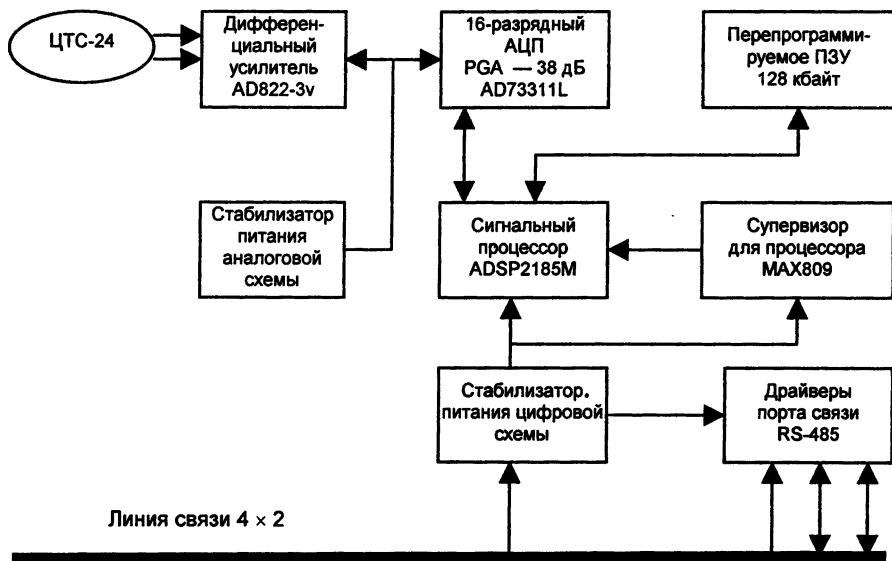 ЦТС-24
Дифферен-
циальный
усилитель
AD822-3v
16-разрядный
АЦП
PGA — 38 дБ
AD73311L
Перепрограмми-
руемое ПЗУ
128 кбайт
Стабилизатор
питания
аналоговой
схемы
Сигнальный
процессор
ADSP2185M
Супервизор
для процессора
MAX809
Стабилизатор.
питания цифровой
схемы
Драйверы
порта связи
RS-485
Линия связи 4 × 2